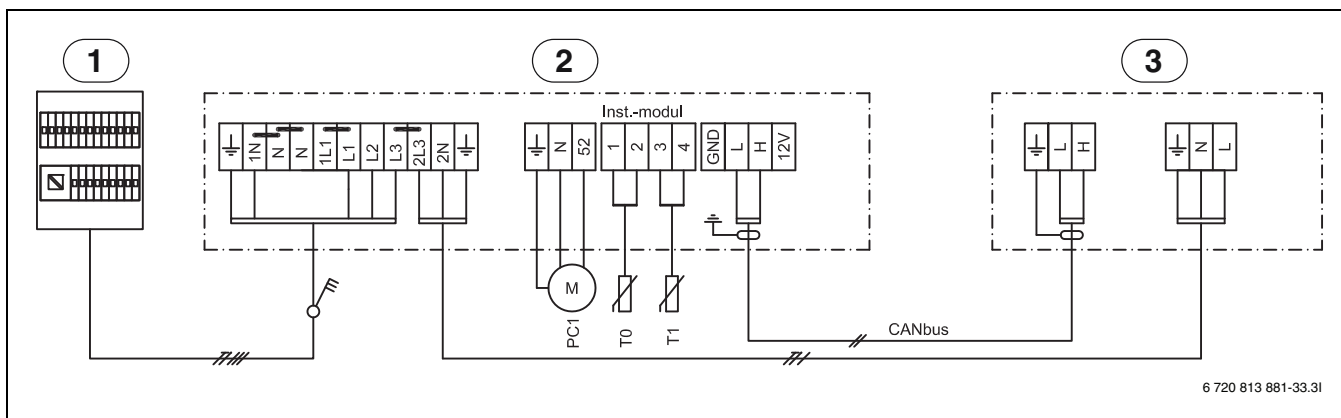 1
2
3
Inst.-modul
1N N N 1L1 L1 L2 L3 2L3 2N
N 52
1 2 3 4
GND L H 12V
L H
N L
M
PC1
T0
T1
CANbus
6 720 813 881-33.3I